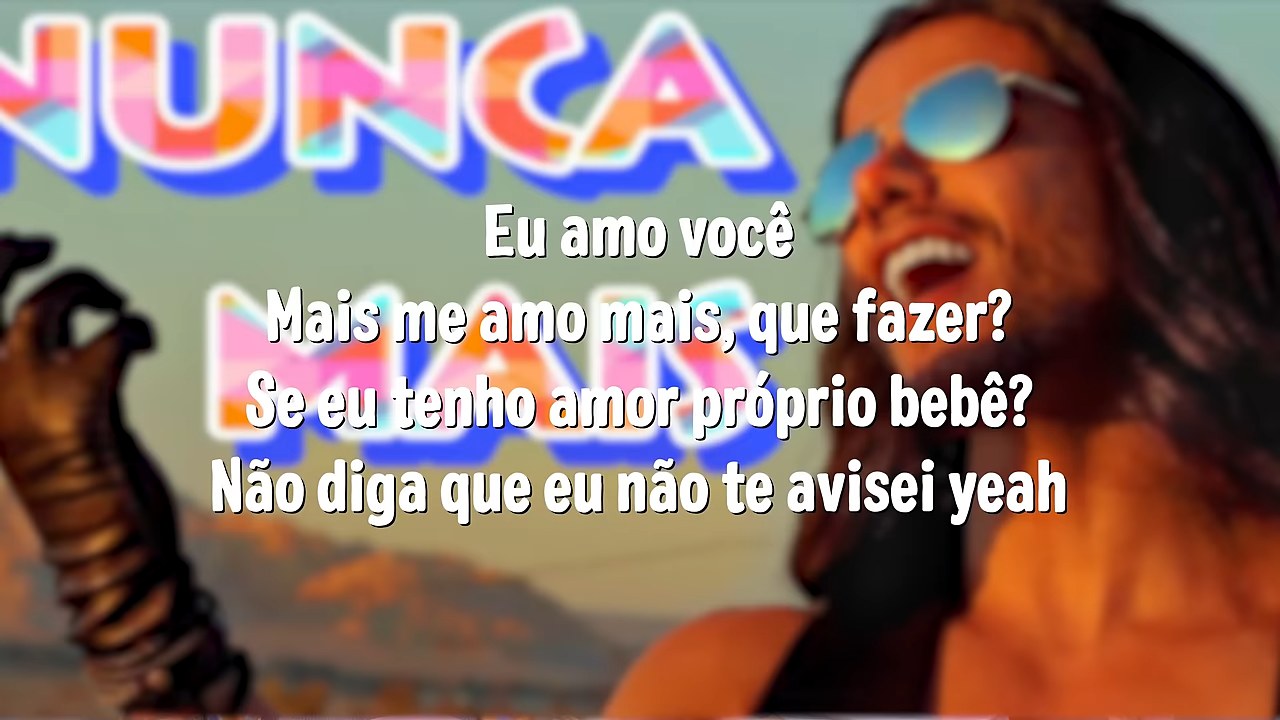 NUNCA
Eu amo você
MAIS
Mais me amo mais, que fazer?
Se eu tenho amor próprio bebê?
Não diga que eu não te avisei yeah